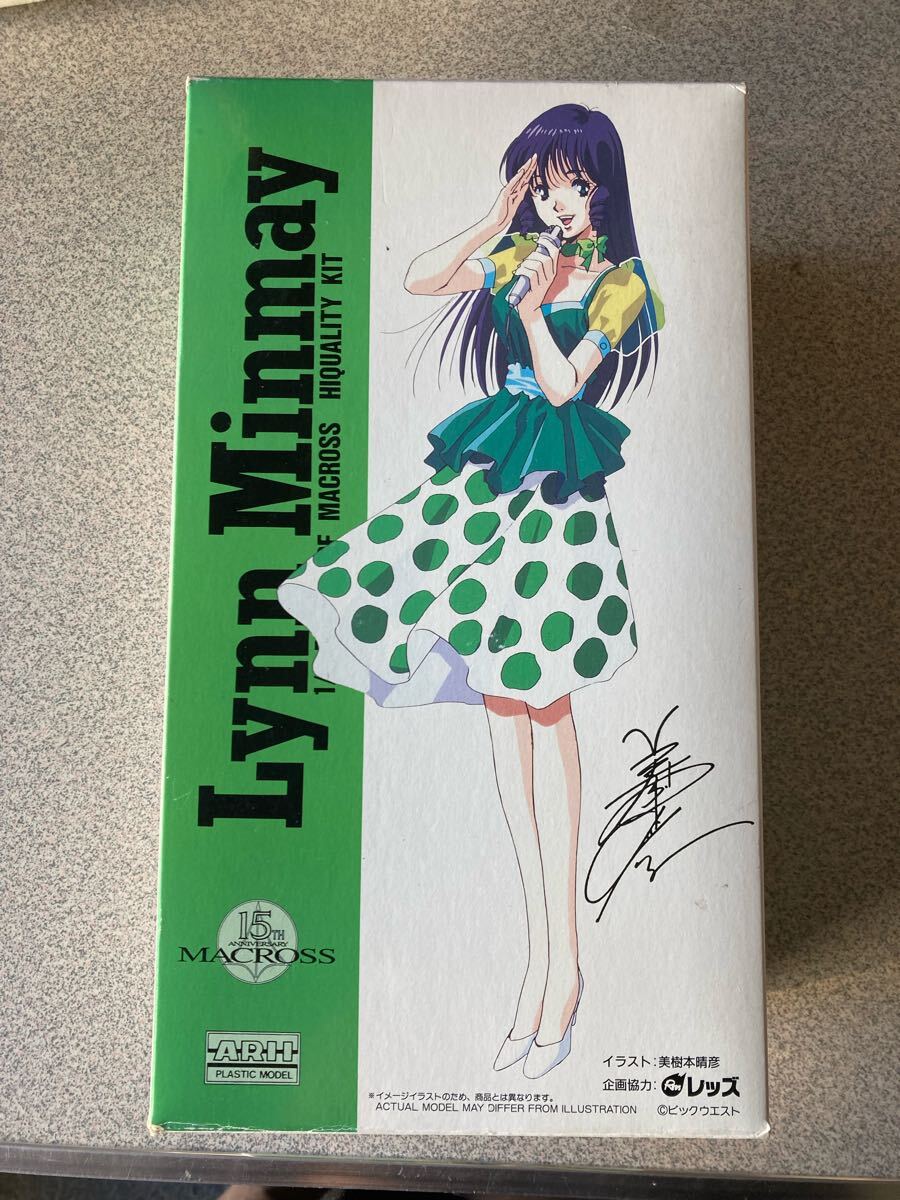 Lynn Minmay
MACROSS HIQUALITY KIT
15TH
ANNIVERSARY
MACROSS
ARII
PLASTIC MODEL
イラスト:美樹本晴彦
企画協力: レッズ
※イメージイラストのため、商品とは異なります。
ACTUAL MODEL MAY DIFFER FROM ILLUSTRATION
©ビックウエスト